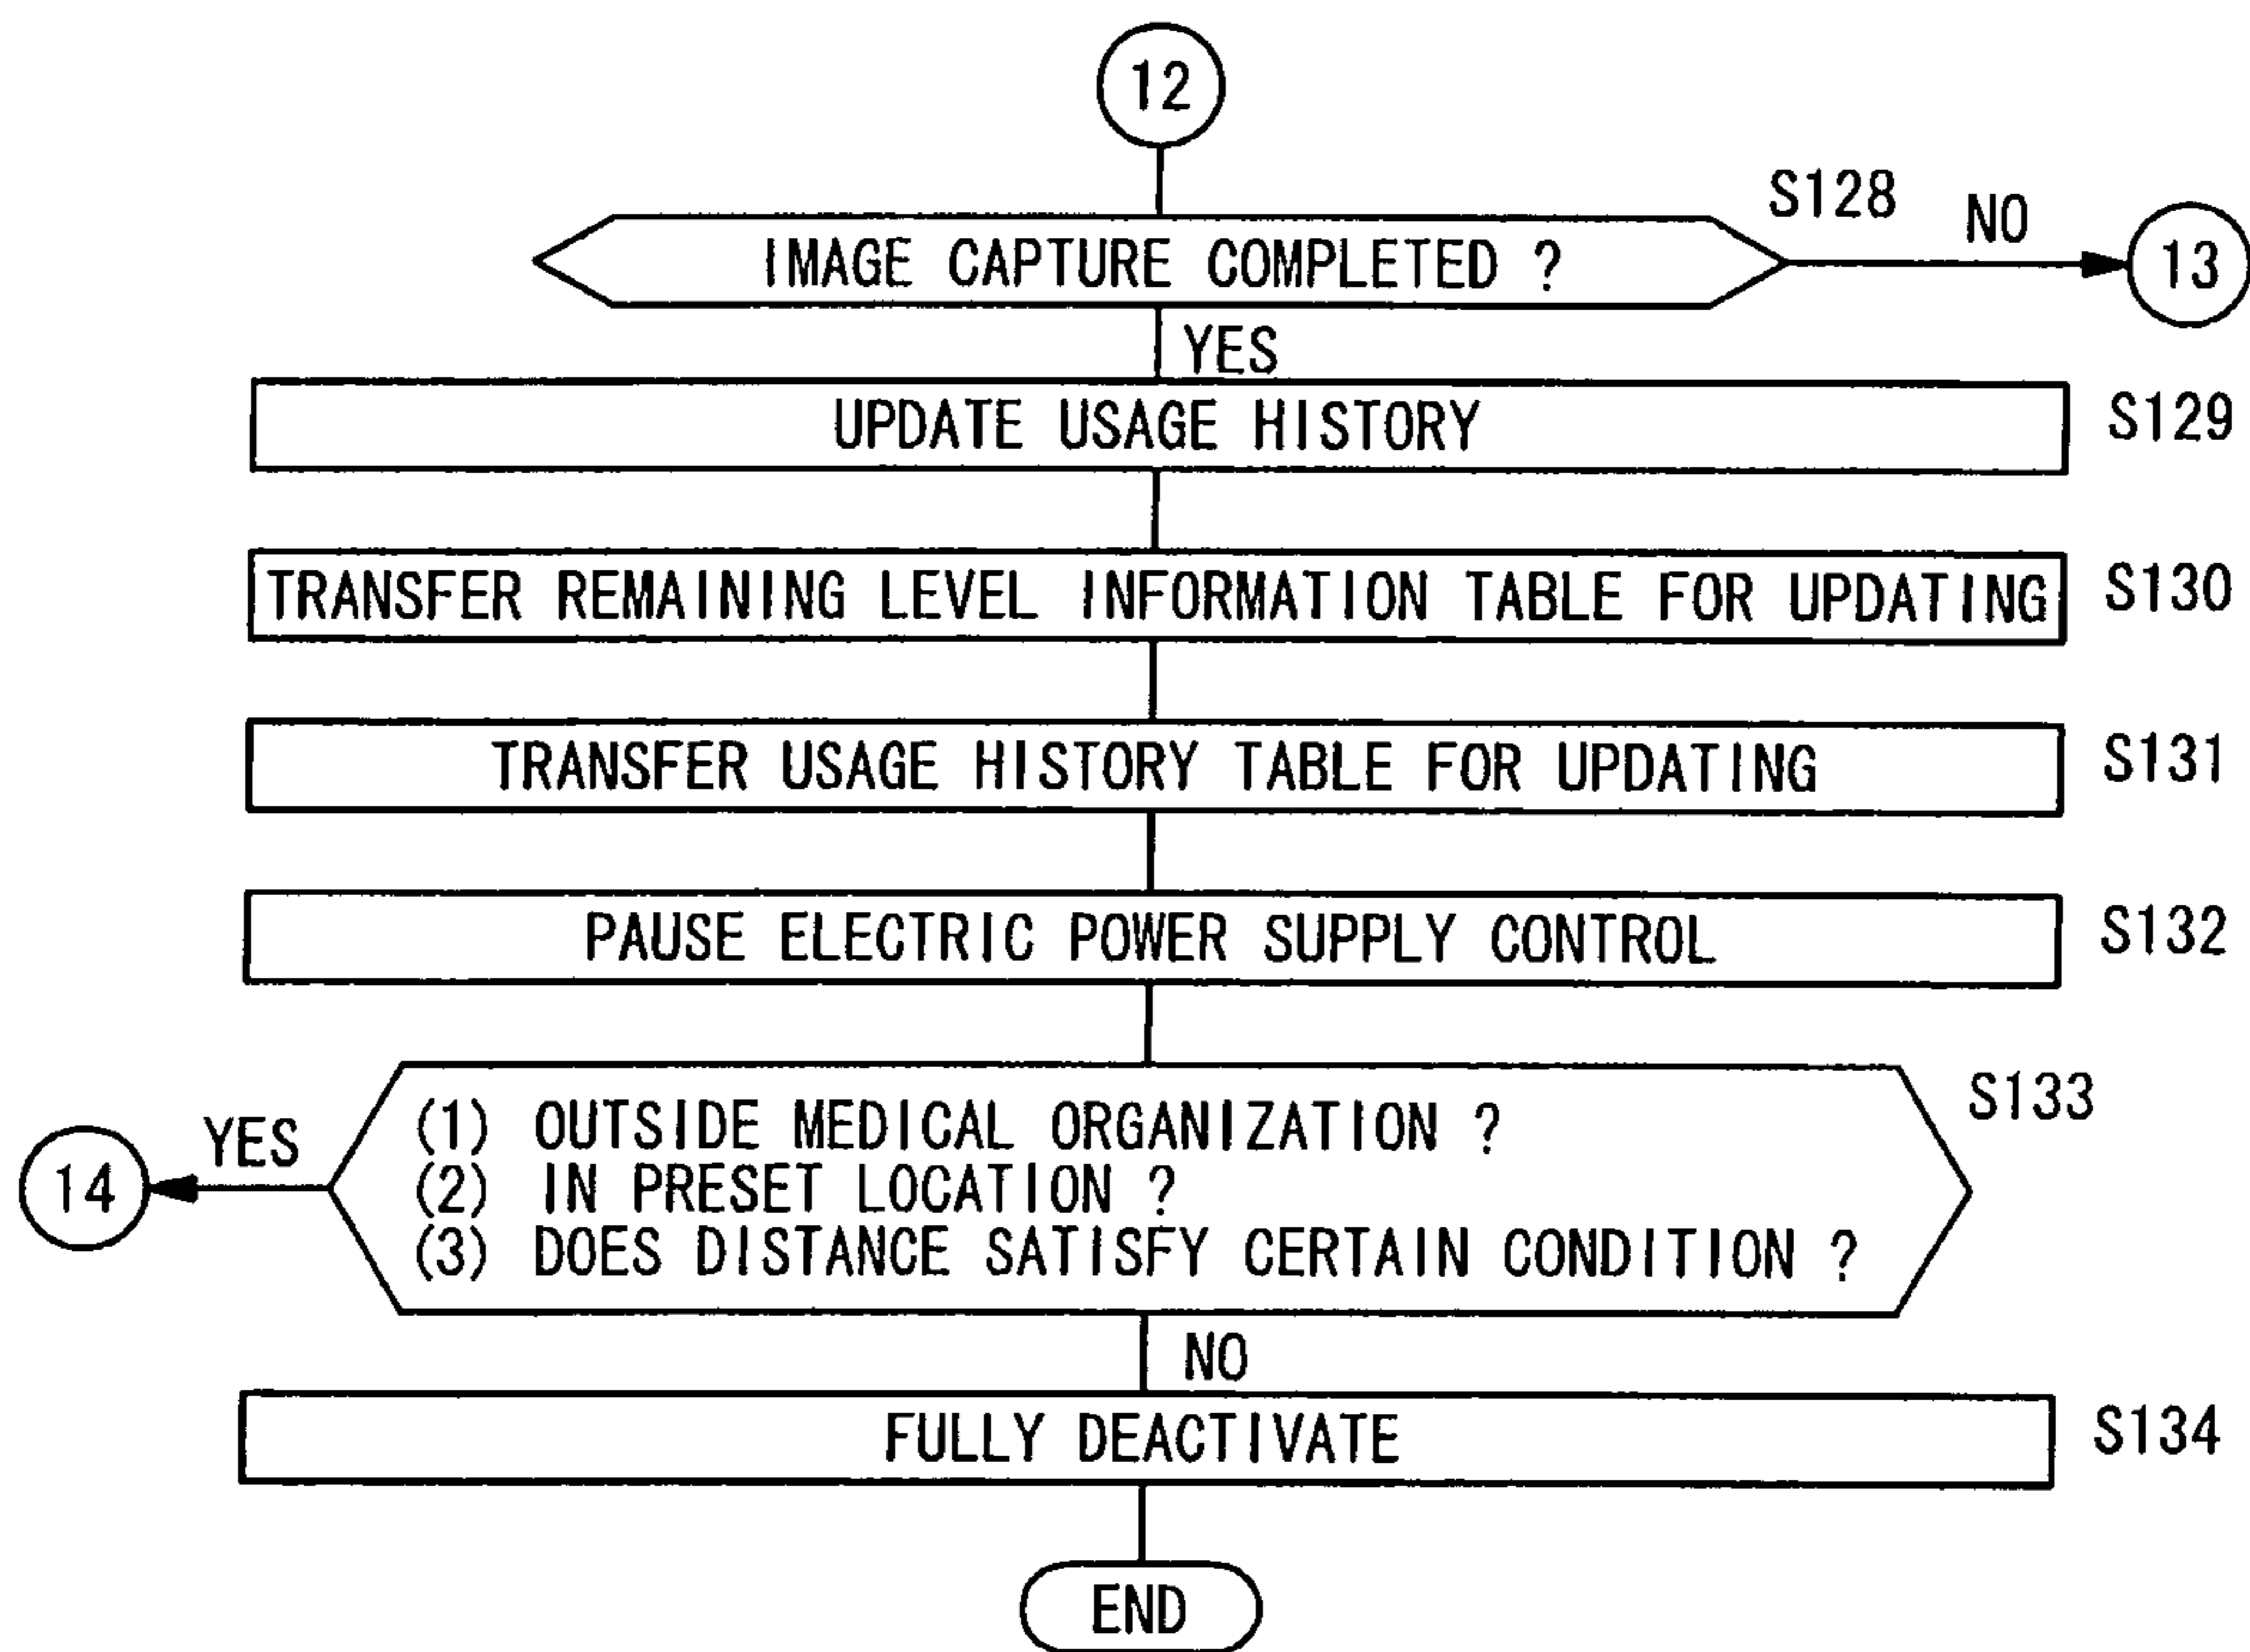 12
S128
IMAGE CAPTURE COMPLETED ?
NO
13
YES
UPDATE USAGE HISTORY
S129
TRANSFER REMAINING LEVEL INFORMATION TABLE FOR UPDATING
S130
TRANSFER USAGE HISTORY TABLE FOR UPDATING
S131
PAUSE ELECTRIC POWER SUPPLY CONTROL
S132
S133
14
YES
(1) OUTSIDE MEDICAL ORGANIZATION ?
(2) IN PRESET LOCATION ?
(3) DOES DISTANCE SATISFY CERTAIN CONDITION ?
NO
FULLY DEACTIVATE
S134
END